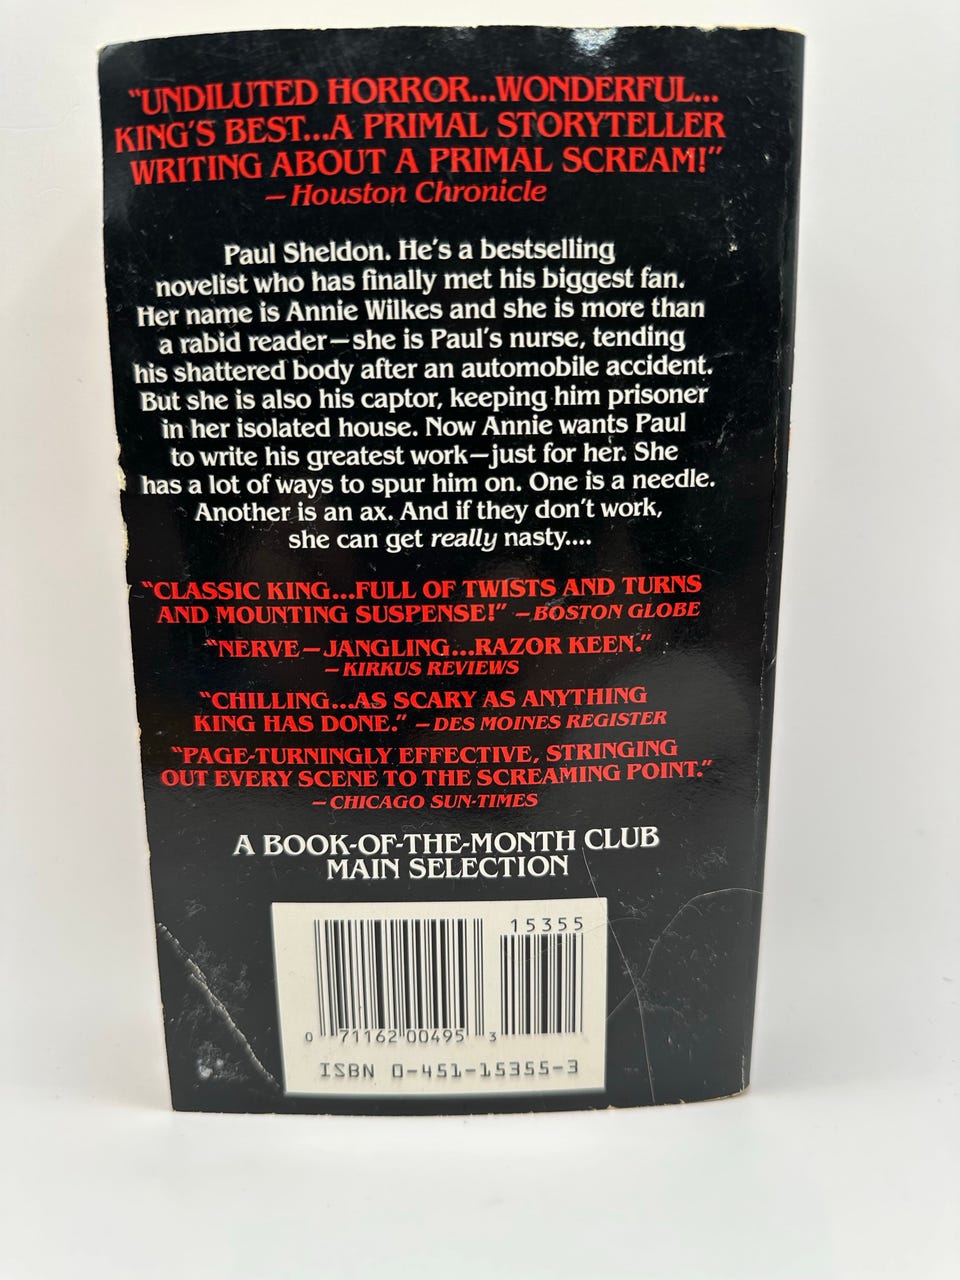 “UNDILUTED HORROR...WONDERFUL...
KING’S BEST...A PRIMAL STORYTELLER
WRITING ABOUT A PRIMAL SCREAM!”
—Houston Chronicle
Paul Sheldon. He’s a bestselling
novelist who has finally met his biggest fan.
Her name is Annie Wilkes and she is more than
a rabid reader—she is Paul’s nurse, tending
his shattered body after an automobile accident.
But she is also his captor, keeping him prisoner
in her isolated house. Now Annie wants Paul
to write his greatest work—just for her. She
has a lot of ways to spur him on. One is a needle.
Another is an ax. And if they don’t work,
she can get really nasty....
“CLASSIC KING...FULL OF TWISTS AND TURNS
AND MOUNTING SUSPENSE!” —BOSTON GLOBE
“NERVE—JANGLING...RAZOR KEEN.”
—KIRKUS REVIEWS
“CHILLING...AS SCARY AS ANYTHING
KING HAS DONE.” —DES MOINES REGISTER
“PAGE-TURNINGLY EFFECTIVE, STRINGING
OUT EVERY SCENE TO THE SCREAMING POINT.”
—CHICAGO SUN-TIMES
A BOOK-OF-THE-MONTH CLUB
MAIN SELECTION
15355
0 71162 00495 3
ISBN 0-451-15355-3